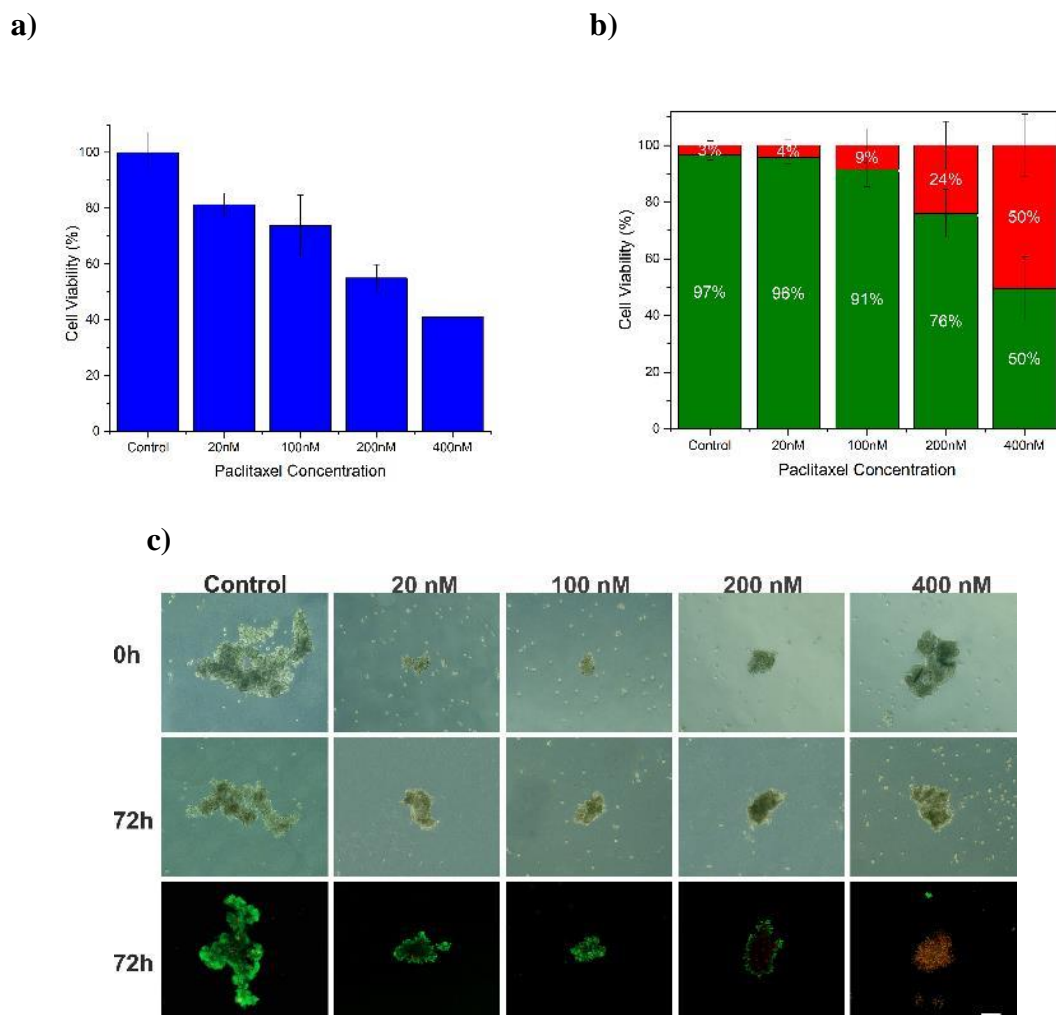 a)
b)
Cell Viability (%)
100
80
60
40
20
0
Control 20nM 100nM 200nM 400nM
Paclitaxel Concentration
Cell Viability (%)
100
80
60
40
20
0
3% 4% 9% 24% 50%
97% 96% 91% 76% 50%
Control 20nM 100nM 200nM 400nM
Paclitaxel Concentration
c)
Control 20 nM 100 nM 200 nM 400 nM
0h
72h
72h